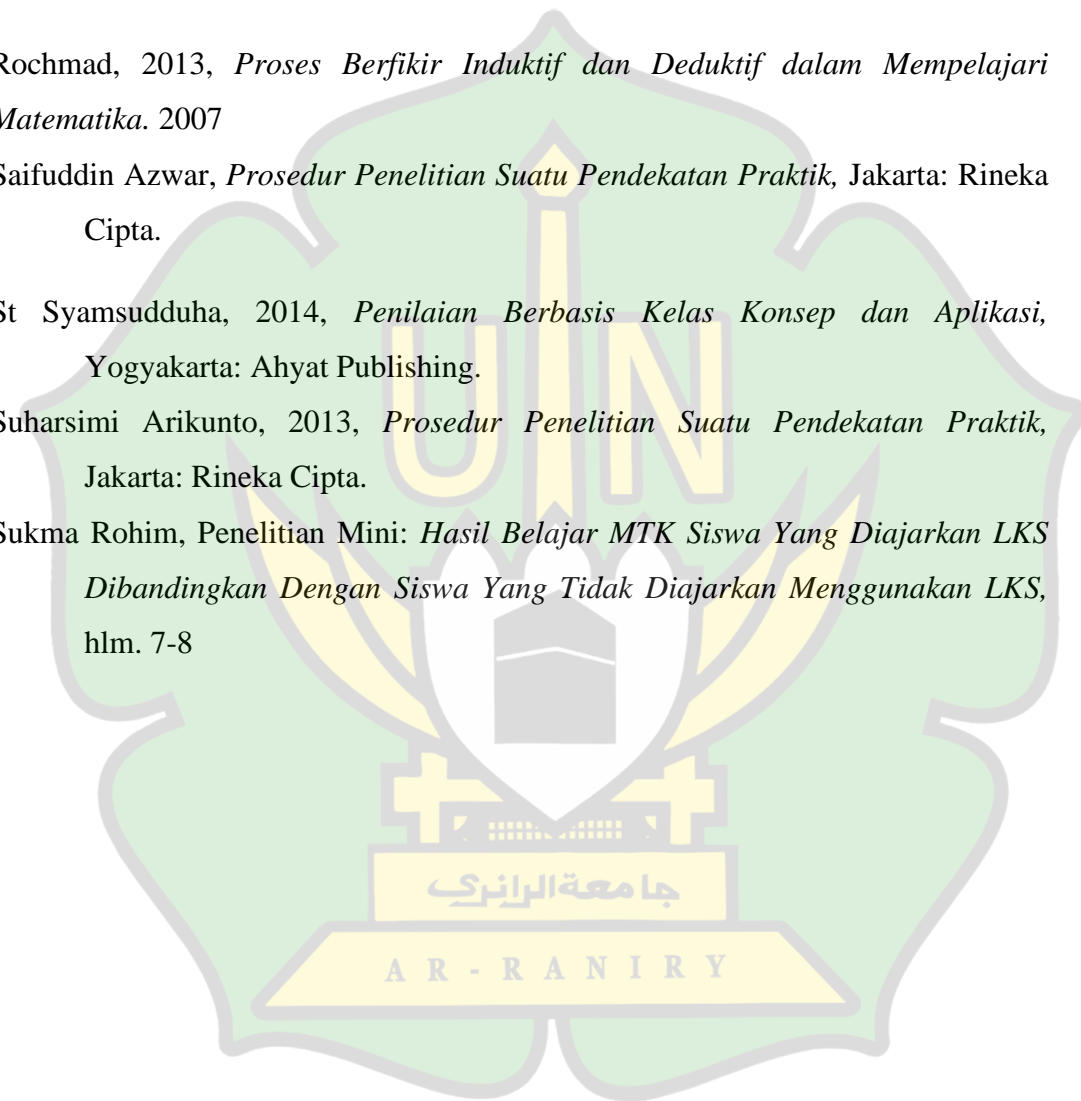 Rochmad, 2013, Proses Berfikir Induktif dan Deduktif dalam Mempelajari
Matematika. 2007
Saifuddin Azwar, Prosedur Penelitian Suatu Pendekatan Praktik, Jakarta: Rineka
Cipta.
St Syamsudduha, 2014, Penilaian Berbasis Kelas Konsep dan Aplikasi,
Yogyakarta: Ahyat Publishing.
Suharsimi Arikunto, 2013, Prosedur Penelitian Suatu Pendekatan Praktik,
Jakarta: Rineka Cipta.
Sukma Rohim, Penelitian Mini: Hasil Belajar MTK Siswa Yang Diajarkan LKS
Dibandingkan Dengan Siswa Yang Tidak Diajarkan Menggunakan LKS,
hlm. 7-8
UIN
جامعة الرانري
AR-RANIRY